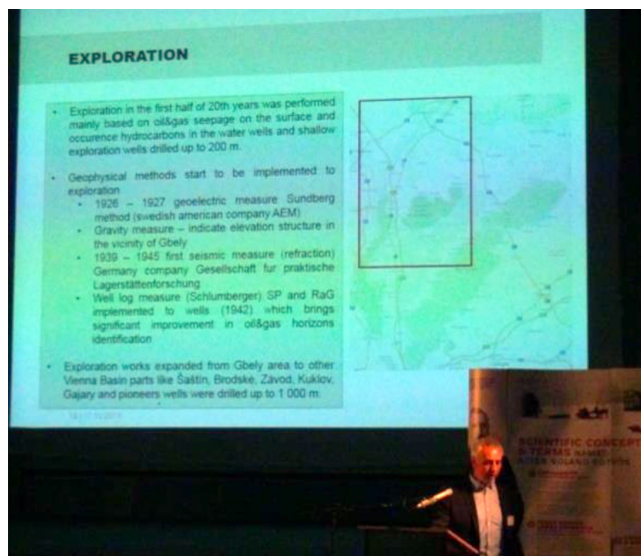 EXPLORATION
Exploration in the first half of 20th years was performed
mainly based on oil&gas seepage on the surface and
occurence hydrocarbons in the water wells and shallow
exploration wells drilled up to 200 m.
Geophysical methods start to be implemented to
exploration
1926 – 1927 geoelectric measure Sundberg
method (swedish american company AEM)
Gravity measure – indicate elevation structure in
the vicinity of Gbely
1939 – 1945 first seismic measure (refraction)
Germany company Gesellschaft fur praktische
Lagerstättenforschung
Well log measure (Schlumberger) SP and RaG
implemented to wells (1942) which brings
significant improvement in oil&gas horizons
identification
Exploration works expanded from Gbely area to other
Vienna Basin parts like Šaštín, Brodské, Závod, Kuklov,
Gajary and pioneers wells were drilled up to 1 000 m.
SCIENTIFIC CONCEPT
& TERMS NAMED
AFTER ROLAND EÖTVÖS